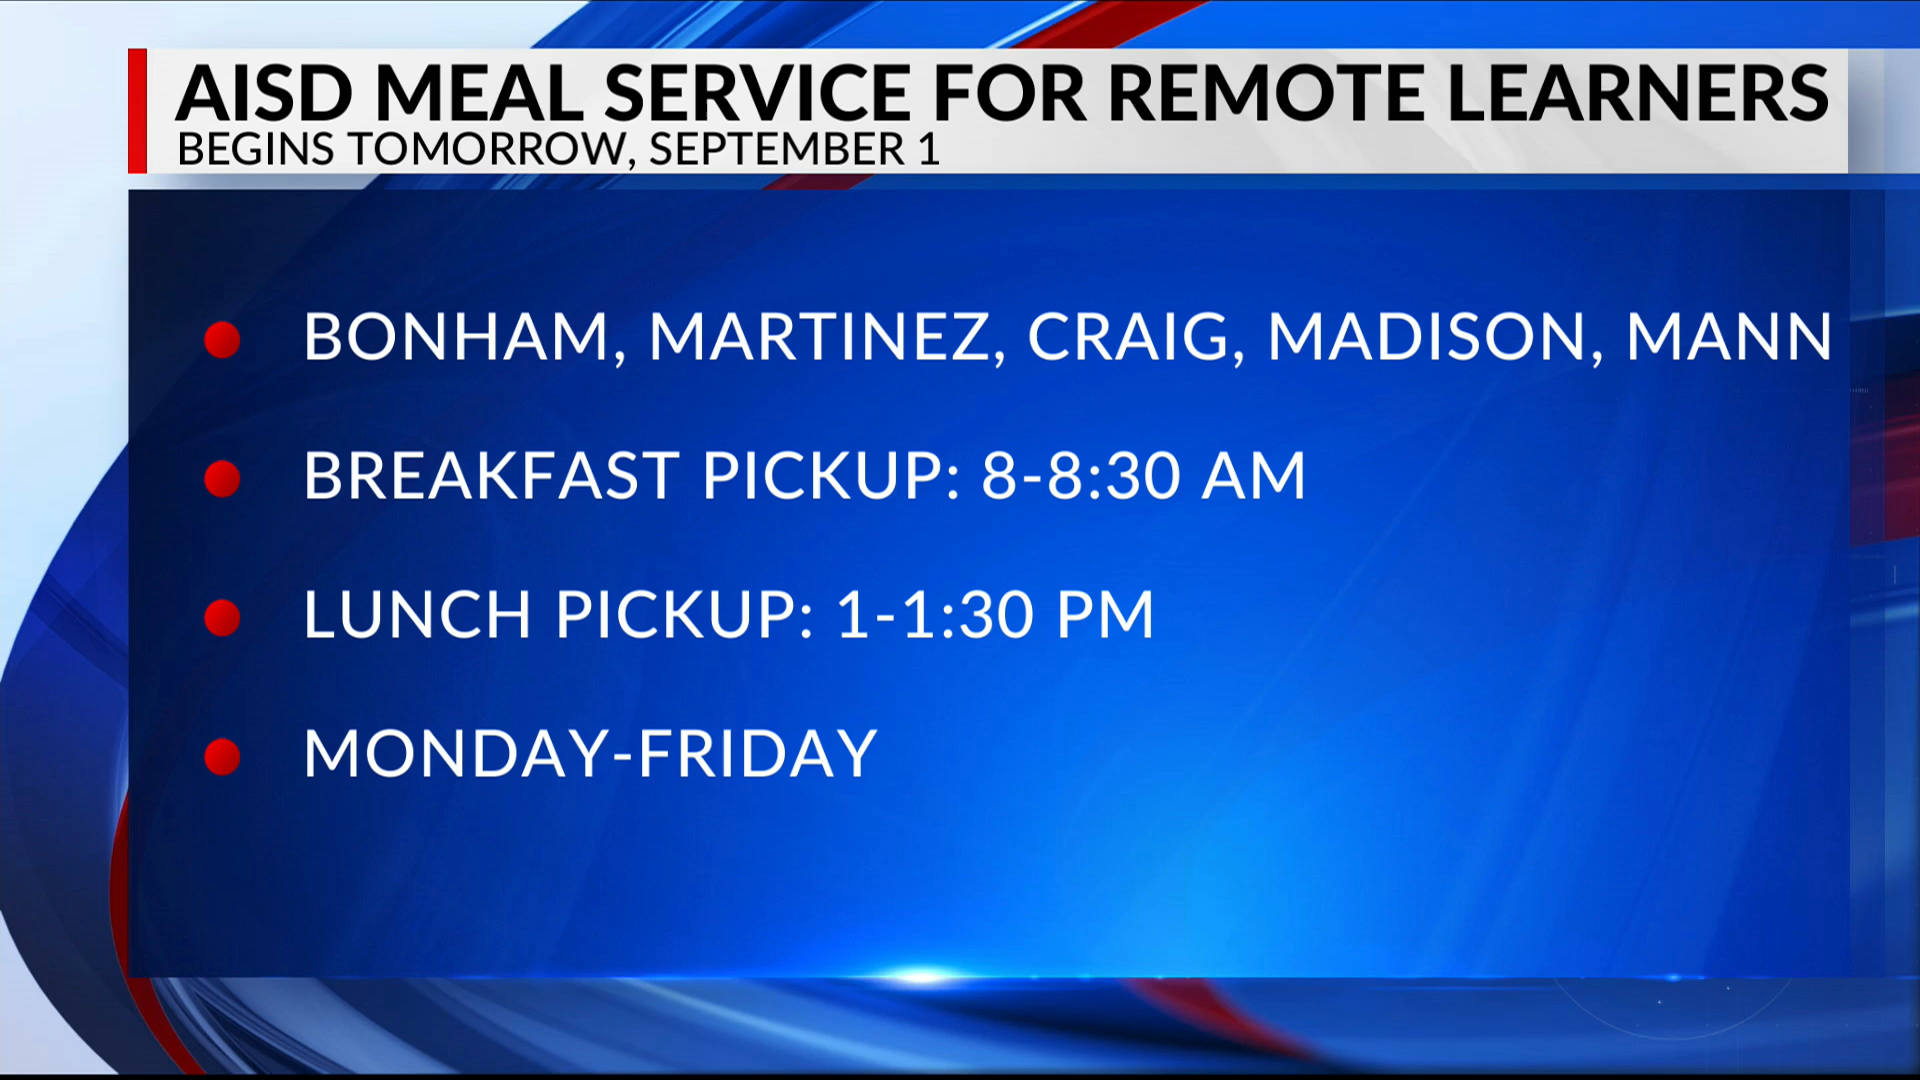 AISD MEAL SERVICE FOR REMOTE LEARNERS
BEGINS TOMORROW, SEPTEMBER 1
BONHAM, MARTINEZ, CRAIG, MADISON, MANN
BREAKFAST PICKUP: 8-8:30 AM
LUNCH PICKUP: 1-1:30 PM
MONDAY-FRIDAY